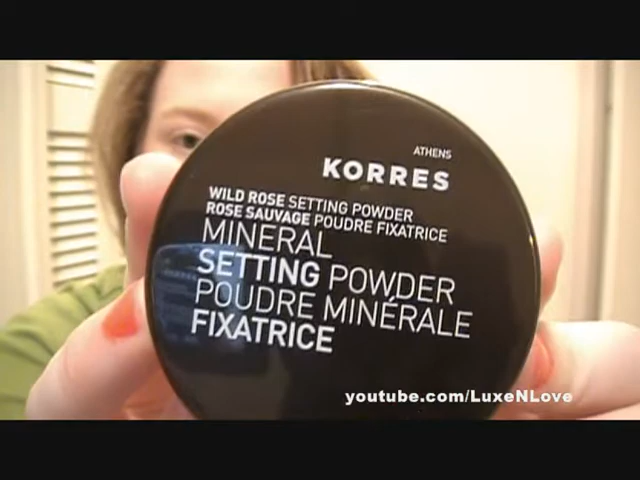 ATHENS
KORRES
WILD ROSE SETTING POWDER
ROSE SAUVAGE POUDRE FIXATRICE
MINERAL
SETTING POWDER
POUDRE MINÉRALE
FIXATRICE
youtube.com/LuxeNLove